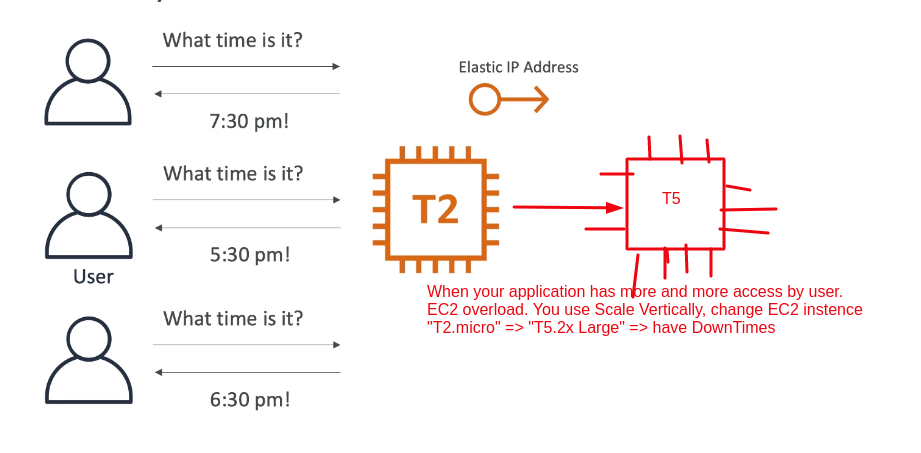 What time is it?
7:30 pm!
Elastic IP Address
What time is it?
5:30 pm!
User
T2
T5
When your application has more and more access by user.
EC2 overload. You use Scale Vertically, change EC2 instence
"T2.micro" => "T5.2x Large" => have DownTimes
What time is it?
6:30 pm!